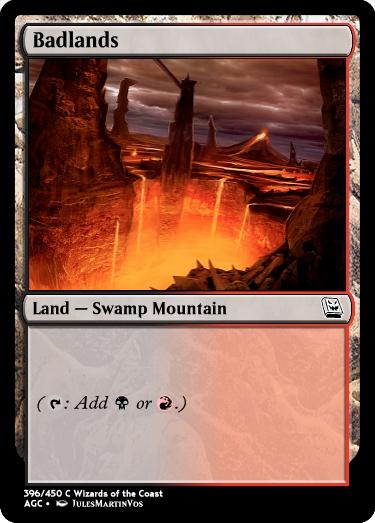 Badlands
Land — Swamp Mountain
( : Add or .)
396/450 C Wizards of the Coast
AGC • JulesMartinVos